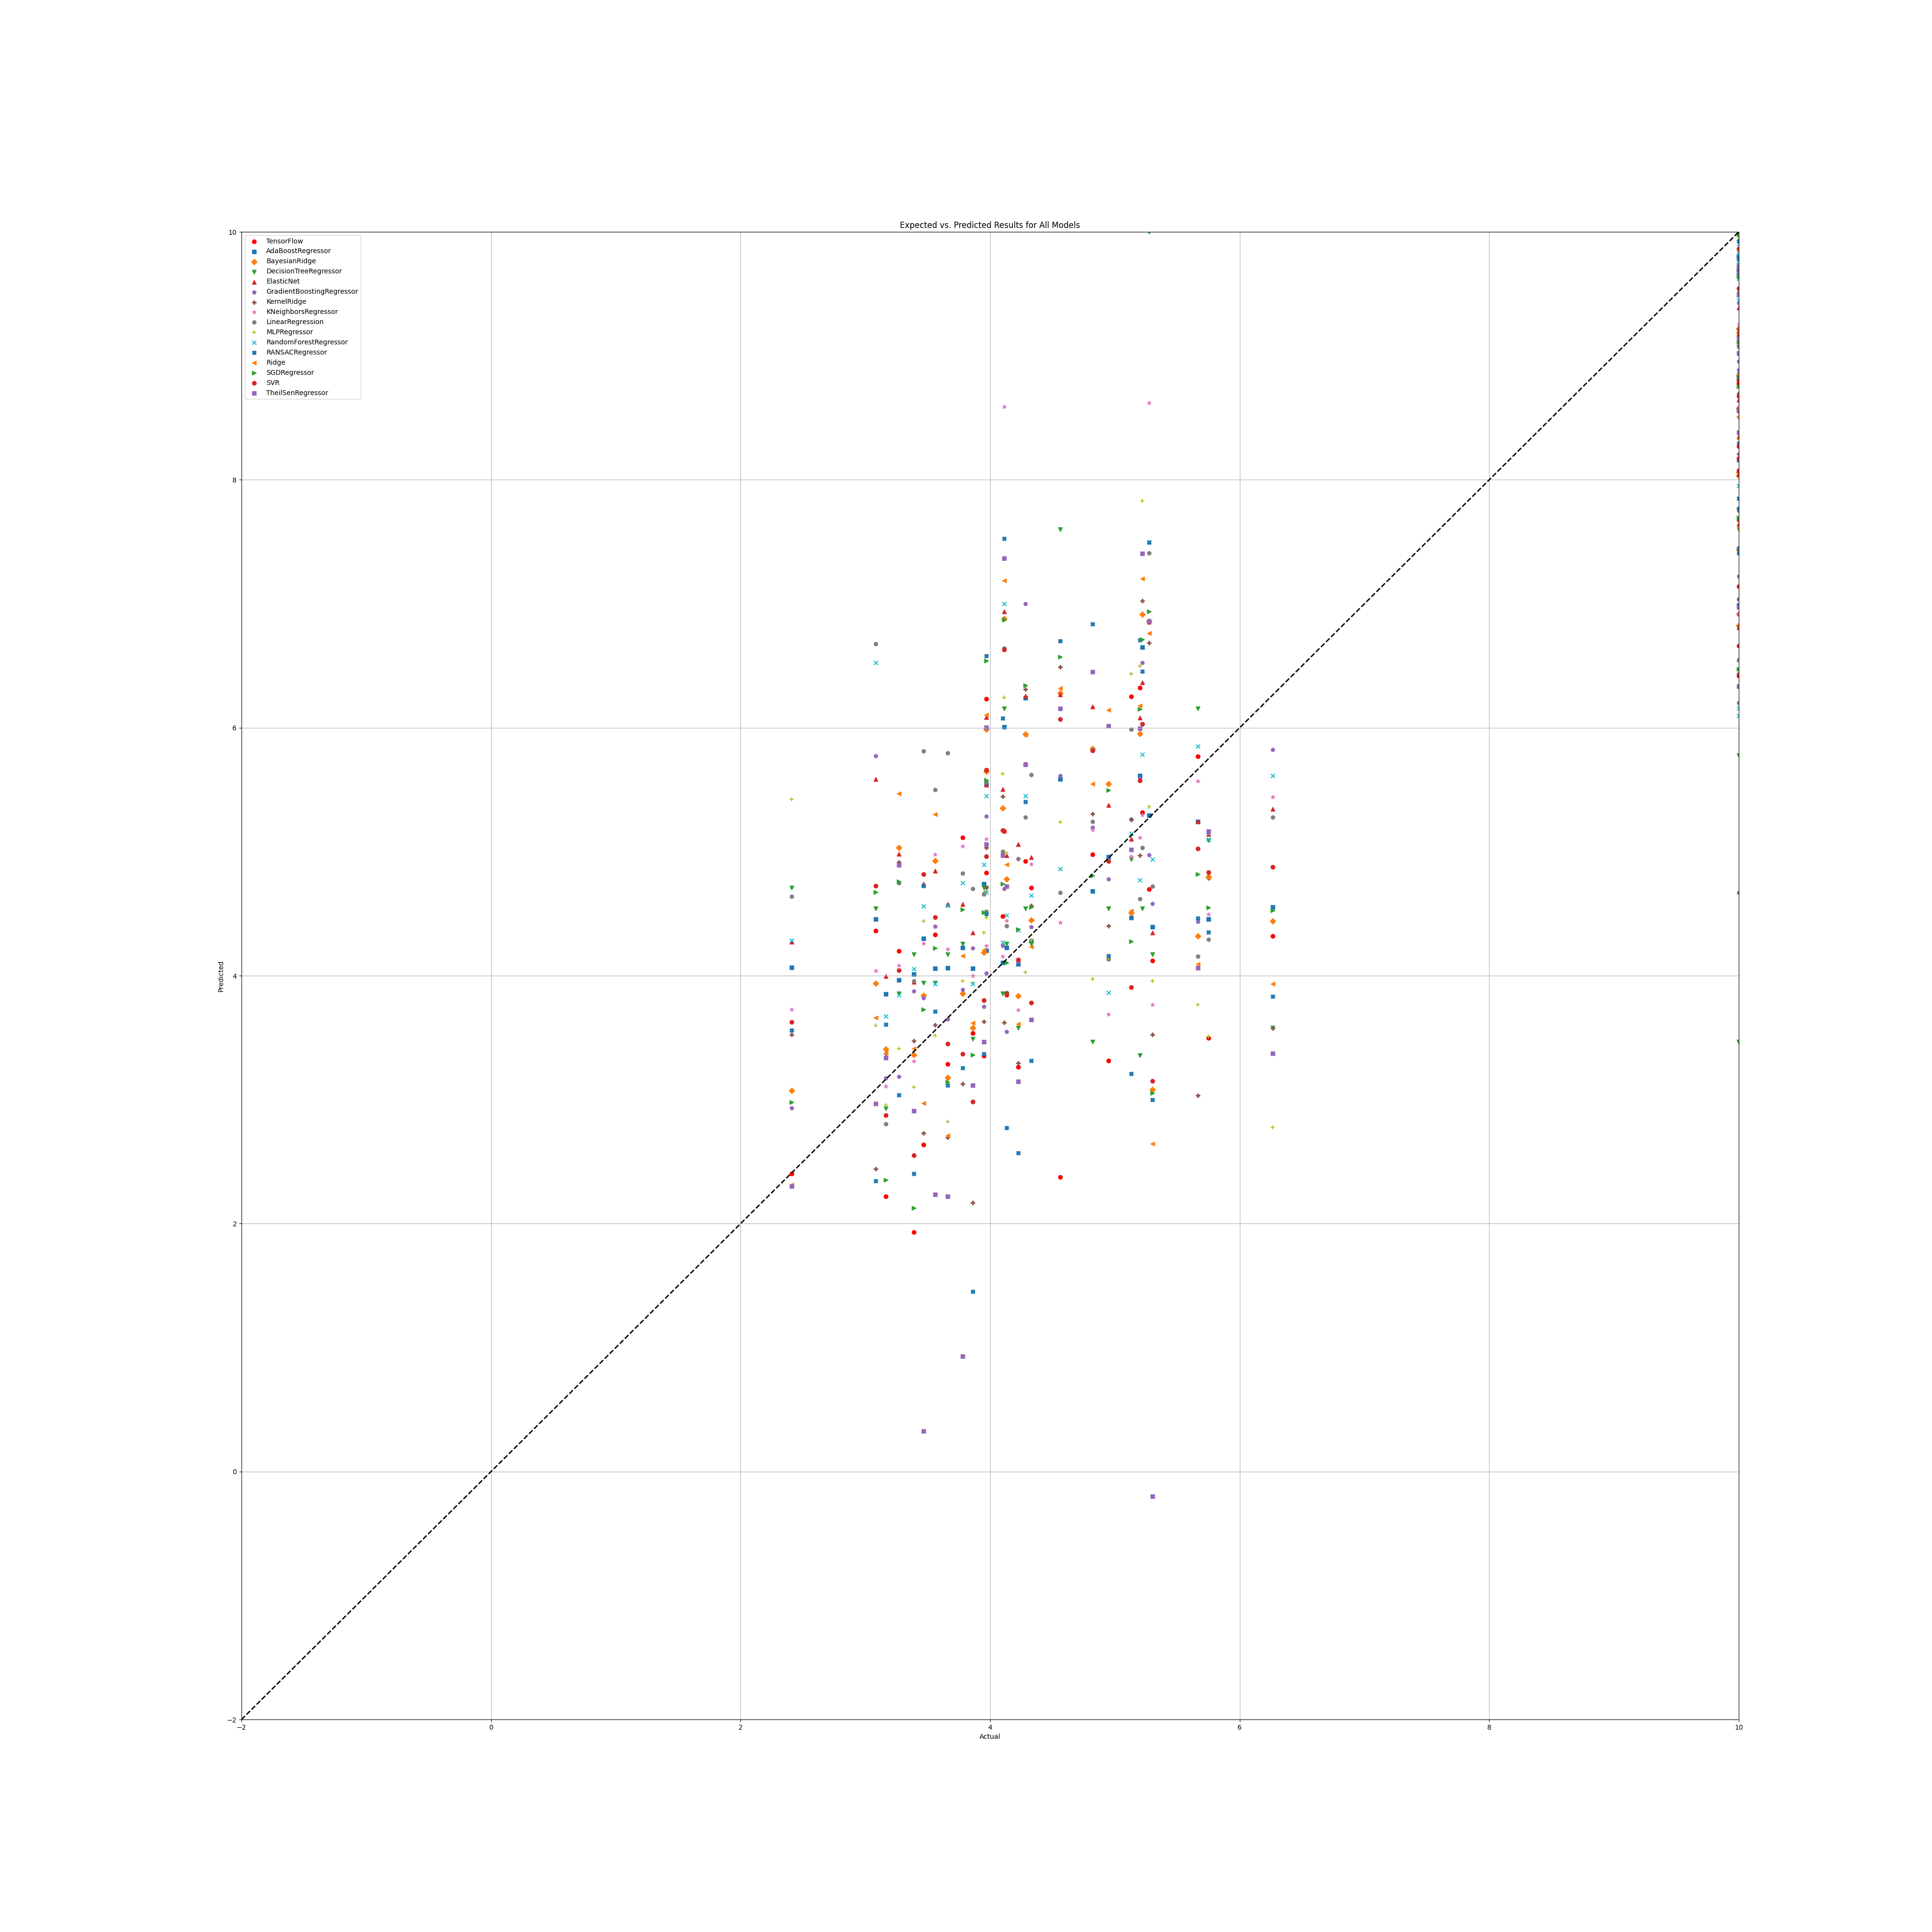 Expected vs. Predicted Results for All Models
10
TensorFlow
AdaBoostRegressor
BayesianRidge
DecisionTreeRegressor
ElasticNet
GradientBoostingRegressor
KernelRidge
KNeighborsRegressor
LinearRegression
MLPRegressor
RandomForestRegressor
RANSACRegressor
Ridge
SGDRegressor
SVR
TheilSenRegressor
8
6
4
Predicted
2
0
−2
−2 0 2 4 6 8 10
Actual